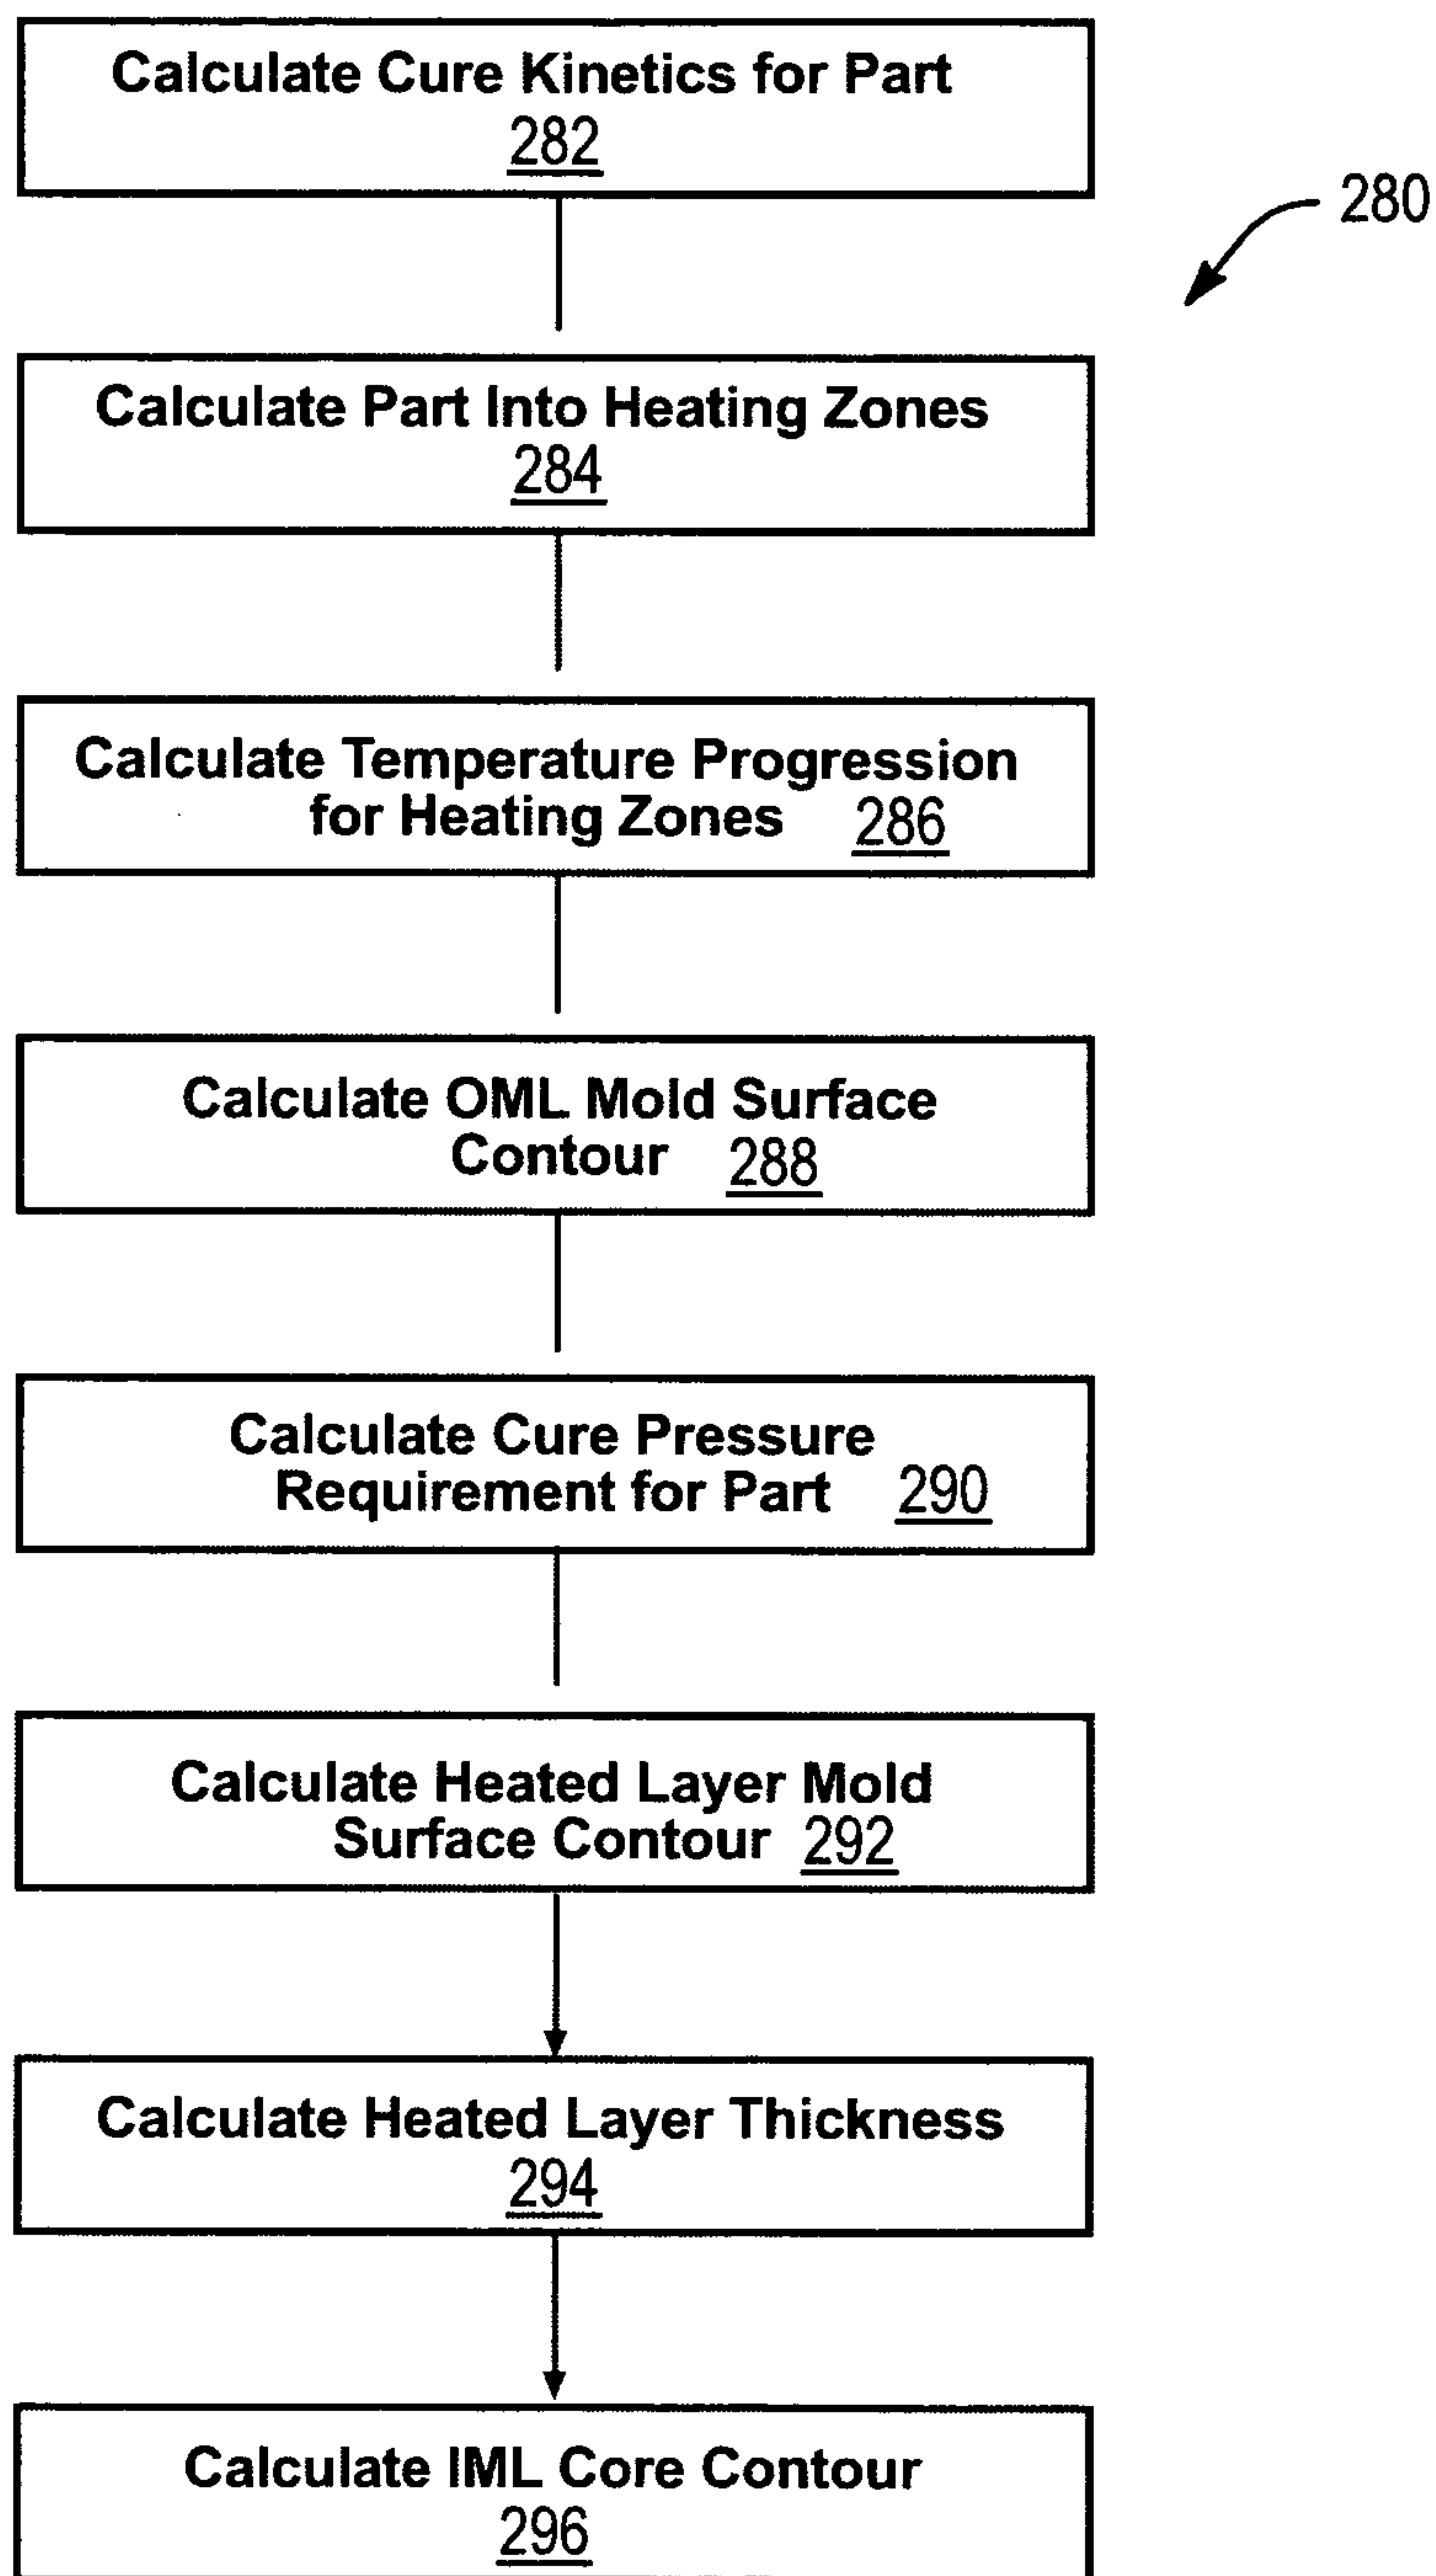 Calculate Cure Kinetics for Part
282
280
Calculate Part Into Heating Zones
284
Calculate Temperature Progression
for Heating Zones 286
Calculate OML Mold Surface
Contour 288
Calculate Cure Pressure
Requirement for Part 290
Calculate Heated Layer Mold
Surface Contour 292
Calculate Heated Layer Thickness
294
Calculate IML Core Contour
296